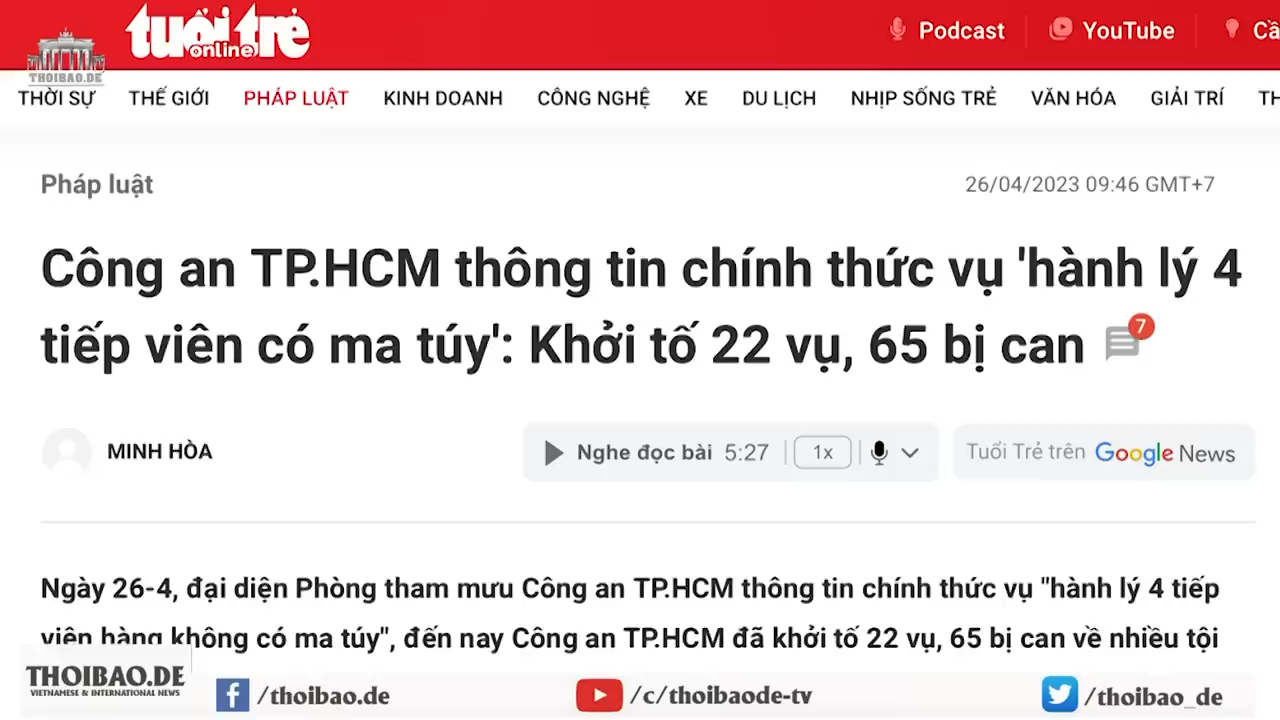 tuổi trẻ
online
Podcast
YouTube
THOIBAO.DE
THỜI SỰ THẾ GIỚI PHÁP LUẬT KINH DOANH CÔNG NGHỆ XE DU LỊCH NHỊP SỐNG TRẺ VĂN HÓA GIẢI TRÍ
Pháp luật
26/04/2023 09:46 GMT+7
Công an TP.HCM thông tin chính thức vụ 'hành lý 4
tiếp viên có ma túy': Khởi tố 22 vụ, 65 bị can
7
MINH HÒA
Nghe đọc bài 5:27 1x
Tuổi Trẻ trên Google News
Ngày 26-4, đại diện Phòng tham mưu Công an TP.HCM thông tin chính thức vụ "hành lý 4 tiếp
viên hàng không có ma túy", đến nay Công an TP.HCM đã khởi tố 22 vụ, 65 bị can về nhiều tội
THOIBAO.DE
VIETNAMESE & INTERNATIONAL NEWS
/thoibao.de
/c/thoibaode-tv
/thoibao_de